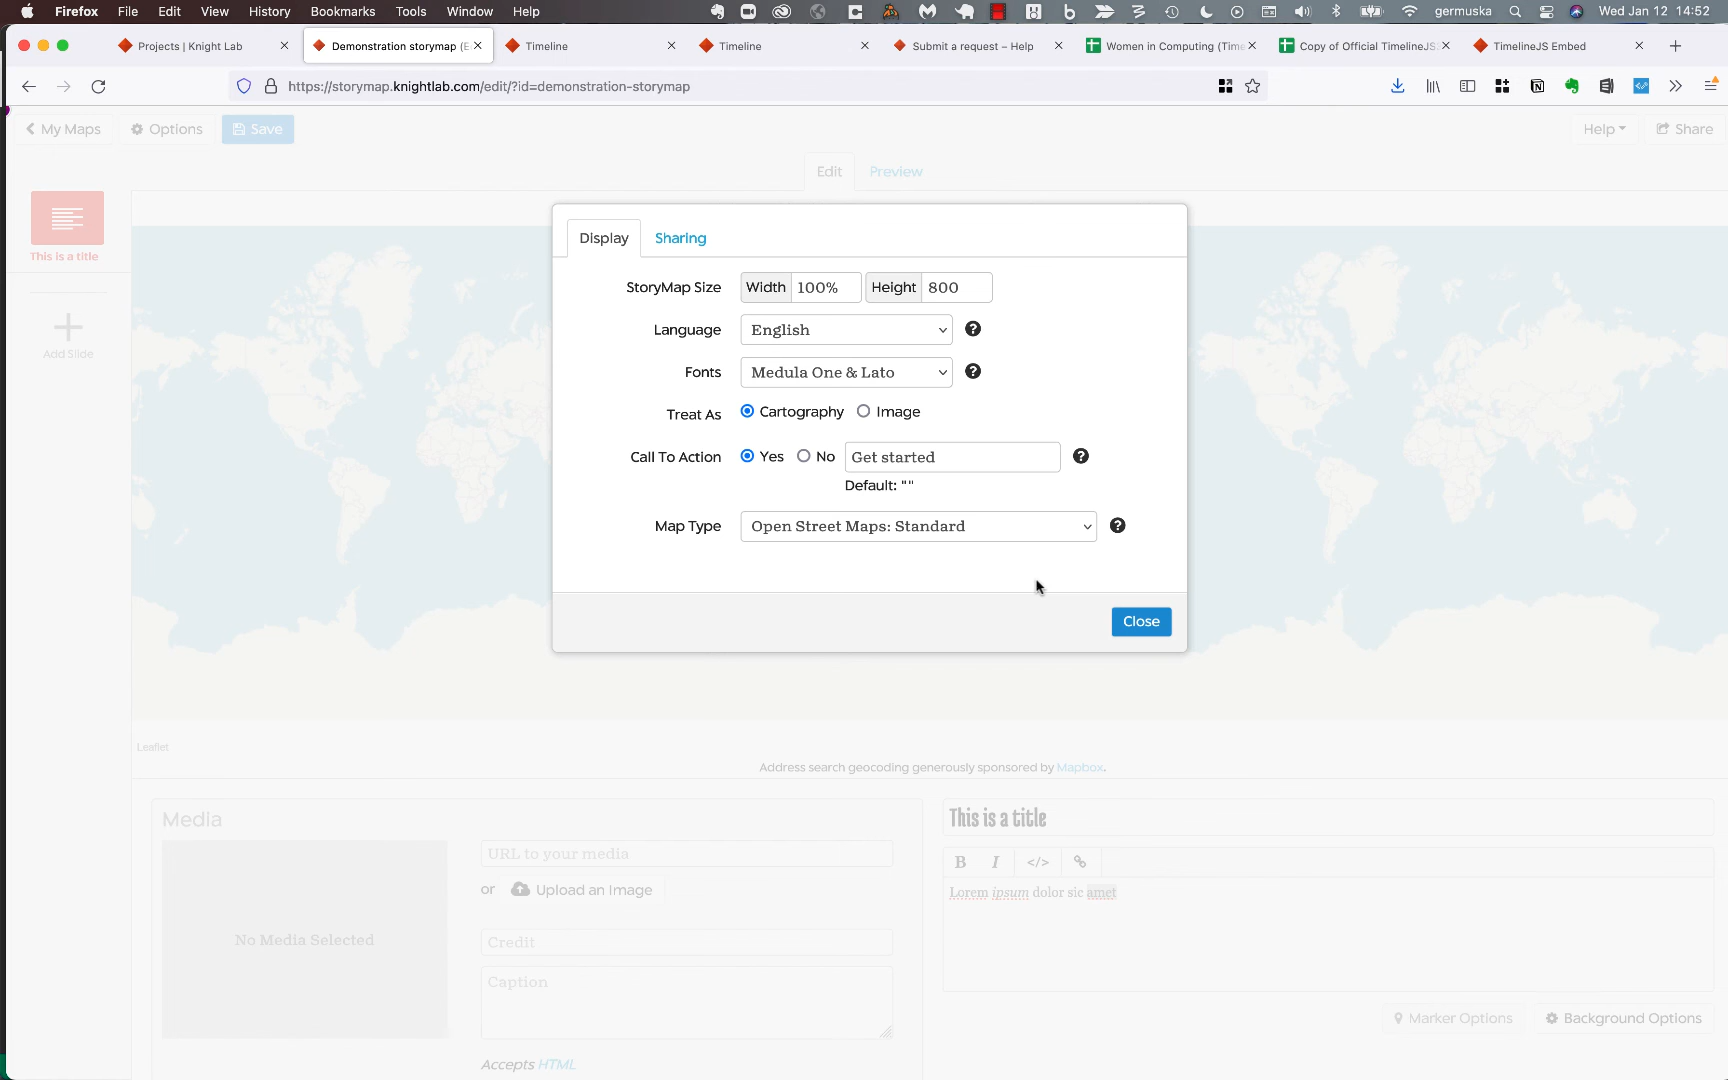 Firefox File Edit View History Bookmarks Tools Window Help germuska Wed Jan 12 14:52
Projects | Knight Lab Demonstration storymap (E Timeline Timeline Submit a request – Help Women in Computing (Time Copy of Official TimelineJS TimelineJS Embed
https://storymap.knightlab.com/edit/?id=demonstration-storymap
My Maps Options Save Help Share
Edit Preview
This is a title
Add Slide
Display Sharing
StoryMap Size Width 100% Height 800
Language English
Fonts Medula One & Lato
Treat As Cartography Image
Call To Action Yes No Get started
Default: ""
Map Type Open Street Maps: Standard
Close
Leaflet
Address search geocoding generously sponsored by Mapbox.
Media
No Media Selected
URL to your media
or Upload an Image
Credit
Caption
Accepts HTML
This is a title
B I </>
Lorem ipsum dolor sic amet
Marker Options Background Options